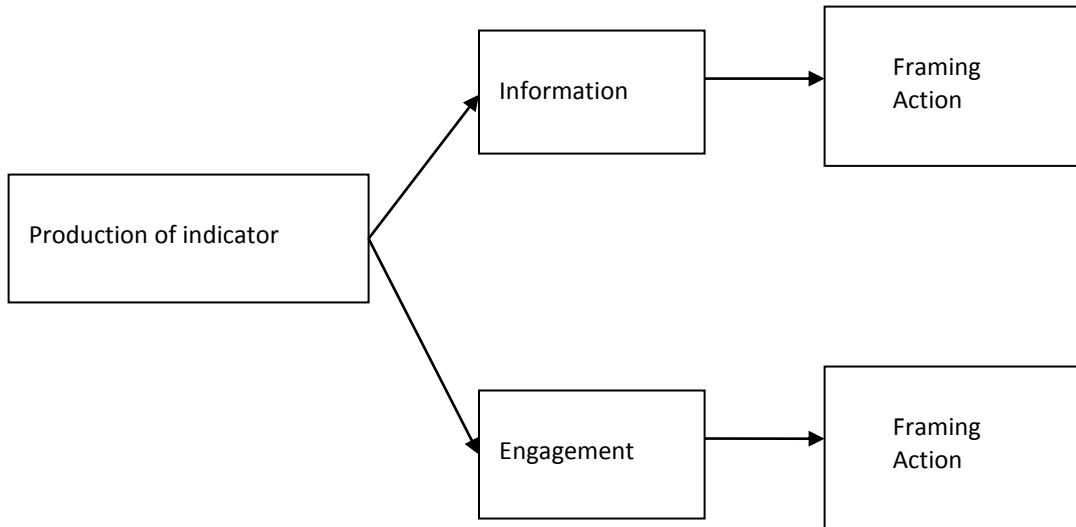 Information
Framing
Action
Production of indicator
Engagement
Framing
Action